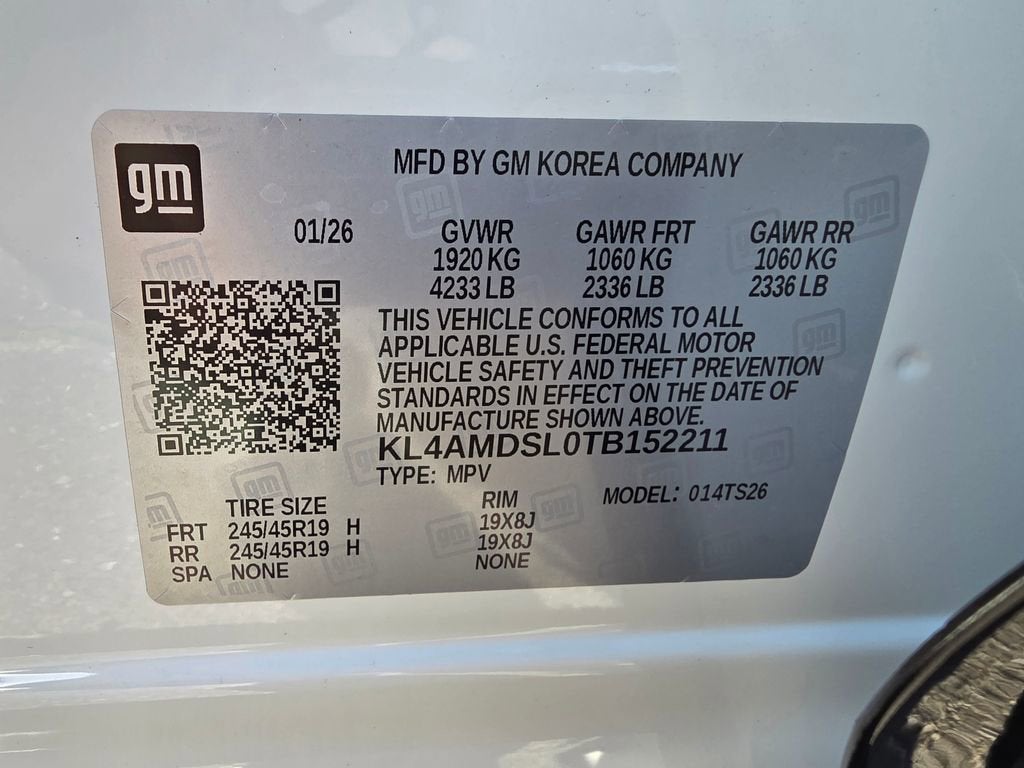 gm
MFD BY GM KOREA COMPANY
01/26 GVWR GAWR FRT GAWR RR
1920 KG 1060 KG 1060 KG
4233 LB 2336 LB 2336 LB
THIS VEHICLE CONFORMS TO ALL
APPLICABLE U.S. FEDERAL MOTOR
VEHICLE SAFETY AND THEFT PREVENTION
STANDARDS IN EFFECT ON THE DATE OF
MANUFACTURE SHOWN ABOVE.
KL4AMDSL0TB152211
TYPE: MPV
TIRE SIZE RIM MODEL: 014TS26
FRT 245/45R19 H 19X8J
RR 245/45R19 H 19X8J
SPA NONE NONE